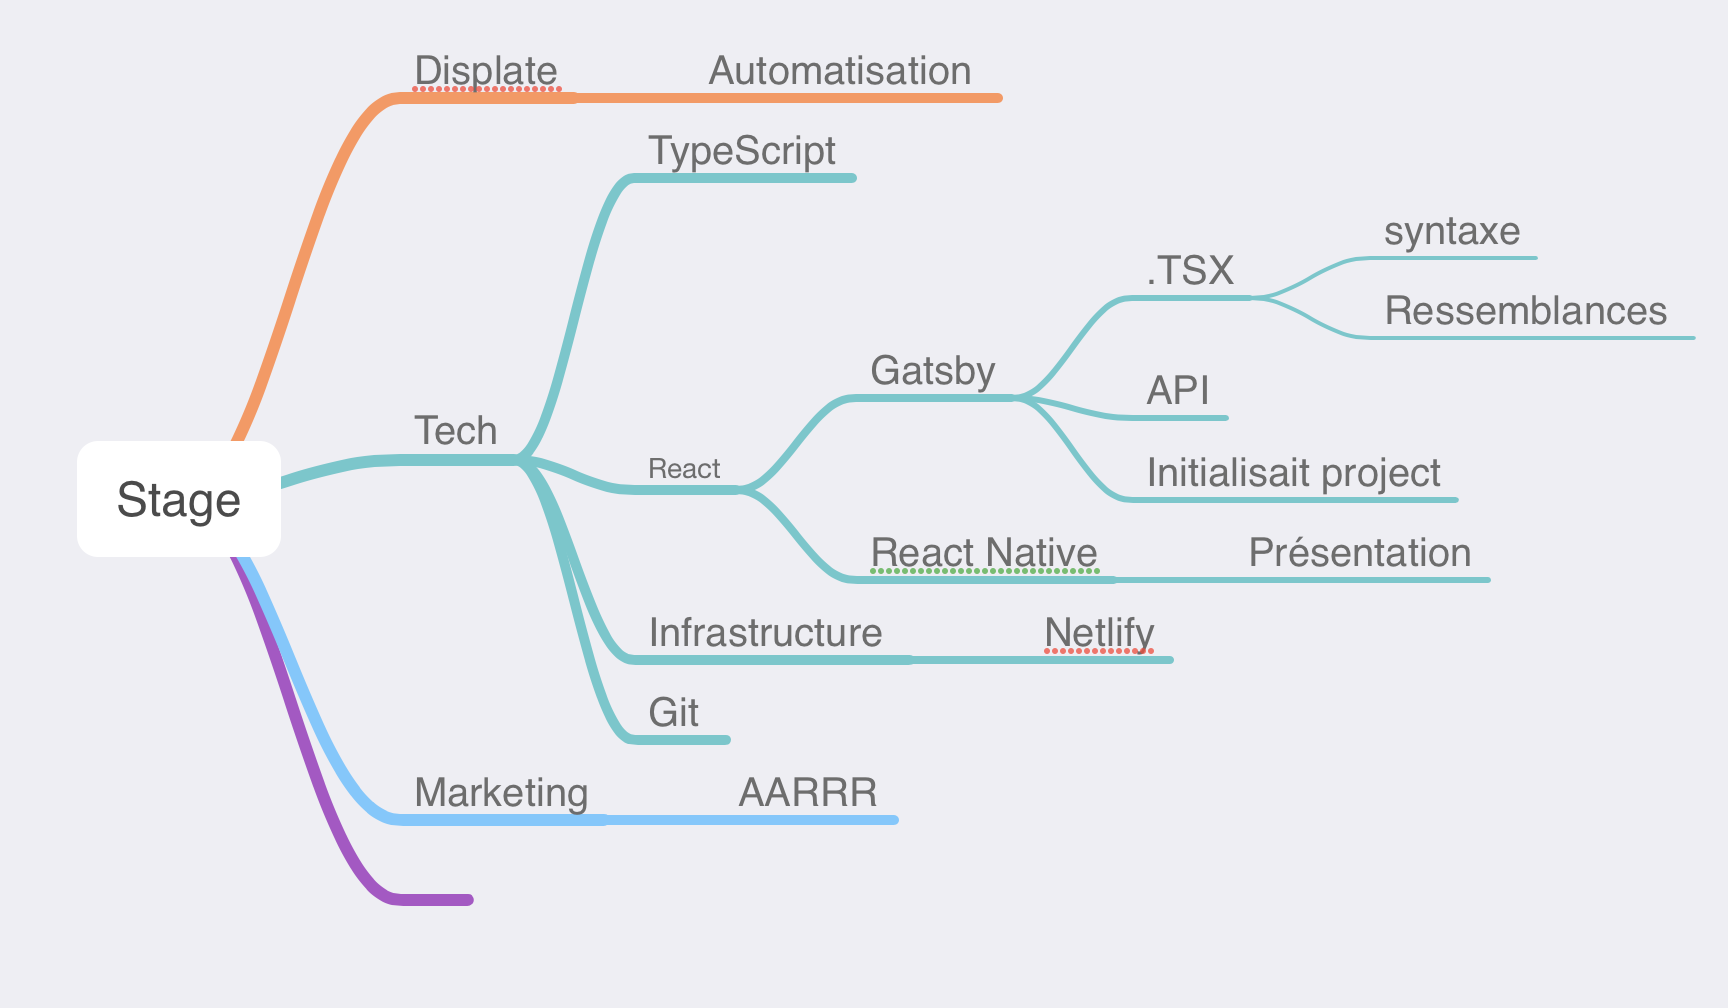 Displate
Automatisation
TypeScript
syntaxe
.TSX
Ressemblances
Gatsby
API
Tech
React
Initialisait project
Stage
React Native
Présentation
Infrastructure
Netlify
Git
Marketing
AARRR